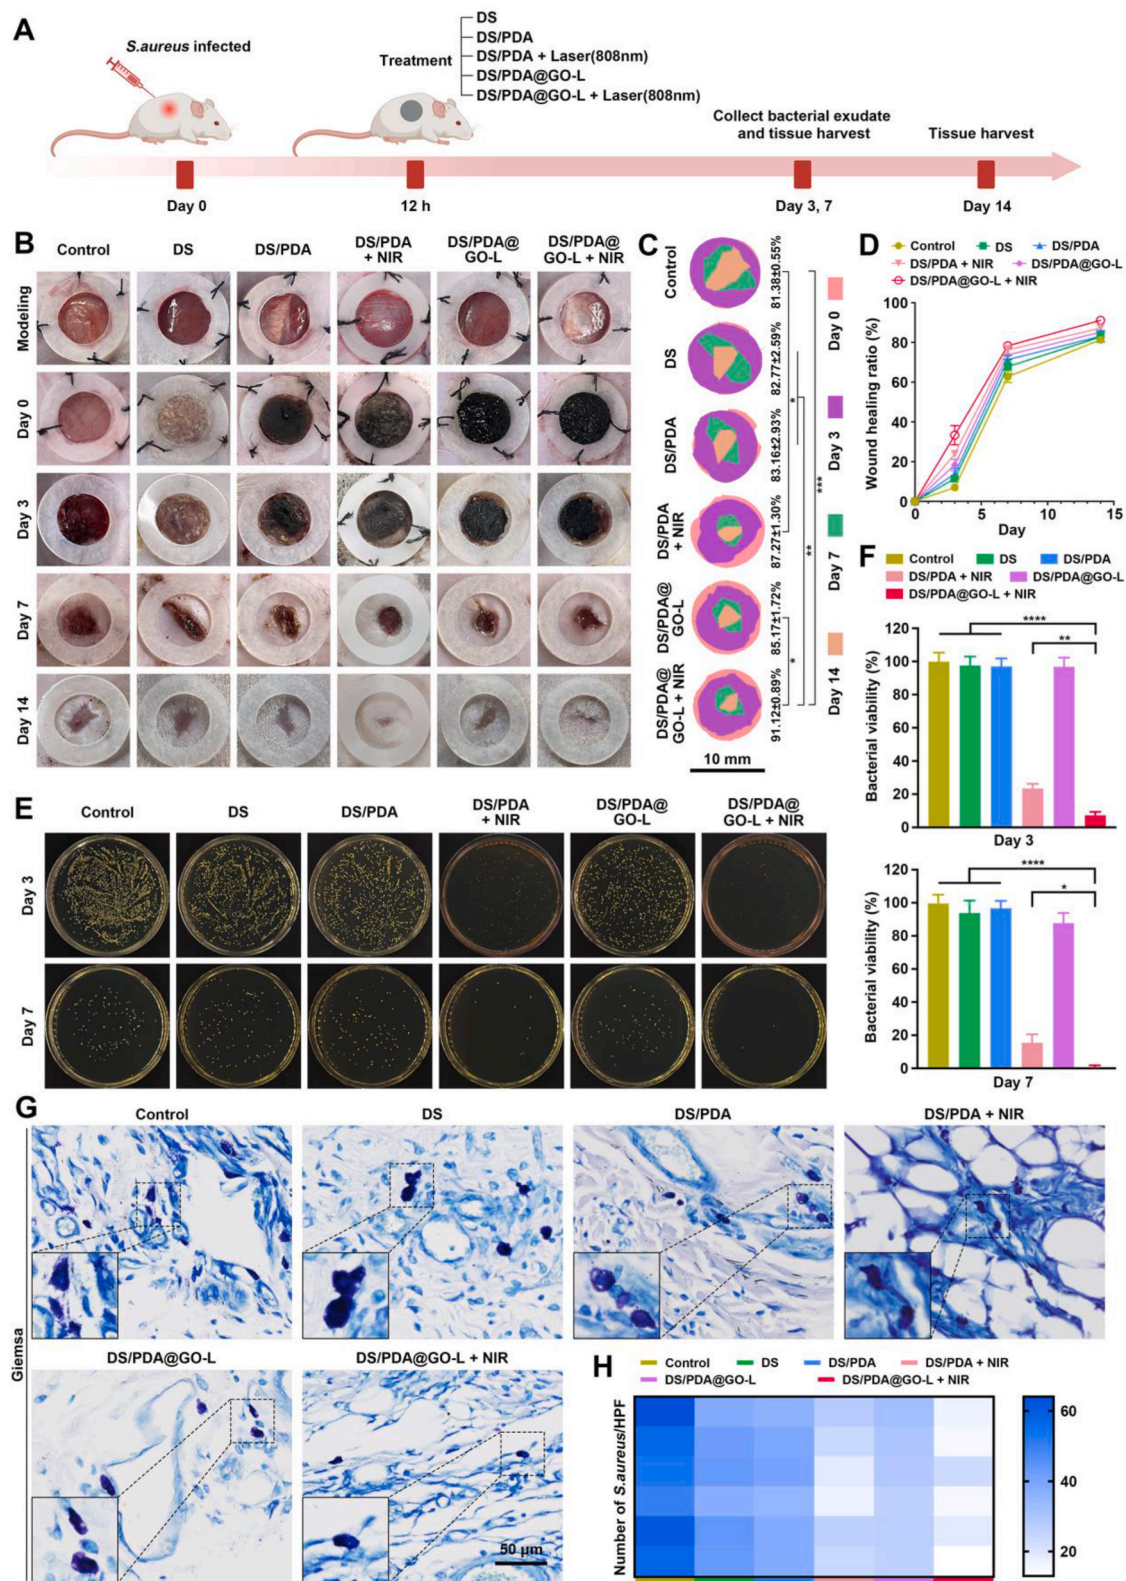 A
S.aureus infected
Treatment
DS
DS/PDA
DS/PDA + Laser(808nm)
DS/PDA@GO-L
DS/PDA@GO-L + Laser(808nm)
Collect bacterial exudate
and tissue harvest
Tissue harvest
Day 0
12 h
Day 3, 7
Day 14
B
Control
DS
DS/PDA
DS/PDA
+ NIR
DS/PDA@
GO-L
DS/PDA@
GO-L + NIR
Modeling
Day 0
Day 3
Day 7
Day 14
C
Control
81.38±0.55%
DS
82.77±2.59%
DS/PDA
83.16±2.93%
DS/PDA
+ NIR
87.27±1.30%
DS/PDA@
GO-L
85.17±1.72%
DS/PDA@
GO-L + NIR
91.12±0.89%
*
*
**
***
Day 0
Day 3
Day 7
Day 14
10 mm
D
Control
DS
DS/PDA
DS/PDA + NIR
DS/PDA@GO-L
DS/PDA@GO-L + NIR
Wound healing ratio (%)
100
80
60
40
20
0
0
5
10
15
Day
E
Control
DS
DS/PDA
DS/PDA
+ NIR
DS/PDA@
GO-L
DS/PDA@
GO-L + NIR
Day 3
Day 7
F
Control
DS
DS/PDA
DS/PDA + NIR
DS/PDA@GO-L
DS/PDA@GO-L + NIR
Bacterial viability (%)
120
100
80
60
40
20
0
****
**
Day 3
Bacterial viability (%)
120
100
80
60
40
20
0
****
*
Day 7
G
Giemsa
Control
DS
DS/PDA
DS/PDA + NIR
DS/PDA@GO-L
DS/PDA@GO-L + NIR
50 μm
H
Control
DS
DS/PDA
DS/PDA + NIR
DS/PDA@GO-L
DS/PDA@GO-L + NIR
Number of S.aureus/HPF
60
40
20